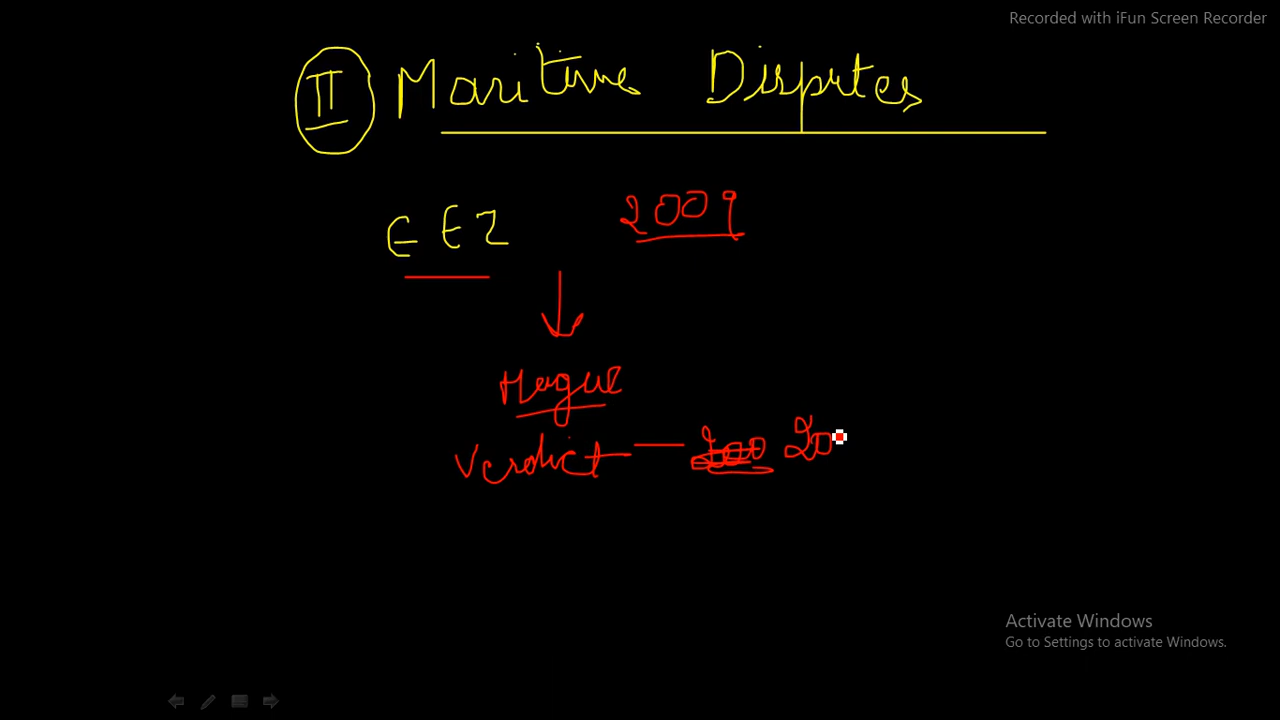 Recorded with iFun Screen Recorder
II Maritime Disputes
EEZ 2009
Hague
Verdict — 20
Activate Windows
Go to Settings to activate Windows.